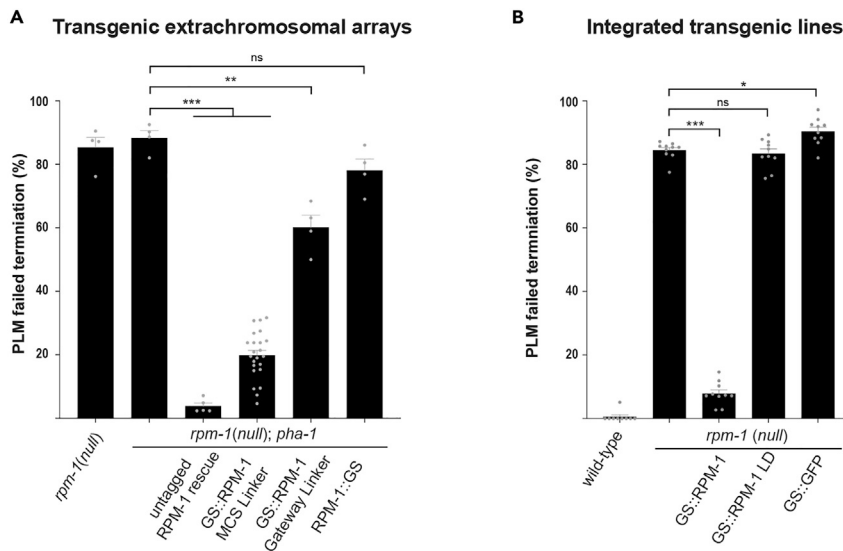 A
Transgenic extrachromosomal arrays
ns
**
***
PLM failed termniation (%)
100
80
60
40
20
rpm-1(null)
rpm-1(null); pha-1
untagged
RPM-1 rescue
GS::RPM-1
MCS Linker
GS::RPM-1
Gateway Linker
RPM-1::GS
B
Integrated transgenic lines
*
ns
***
PLM failed termniation (%)
100
80
60
40
20
wild-type
rpm-1 (null)
GS::RPM-1
GS::RPM-1 LD
GS::GFP